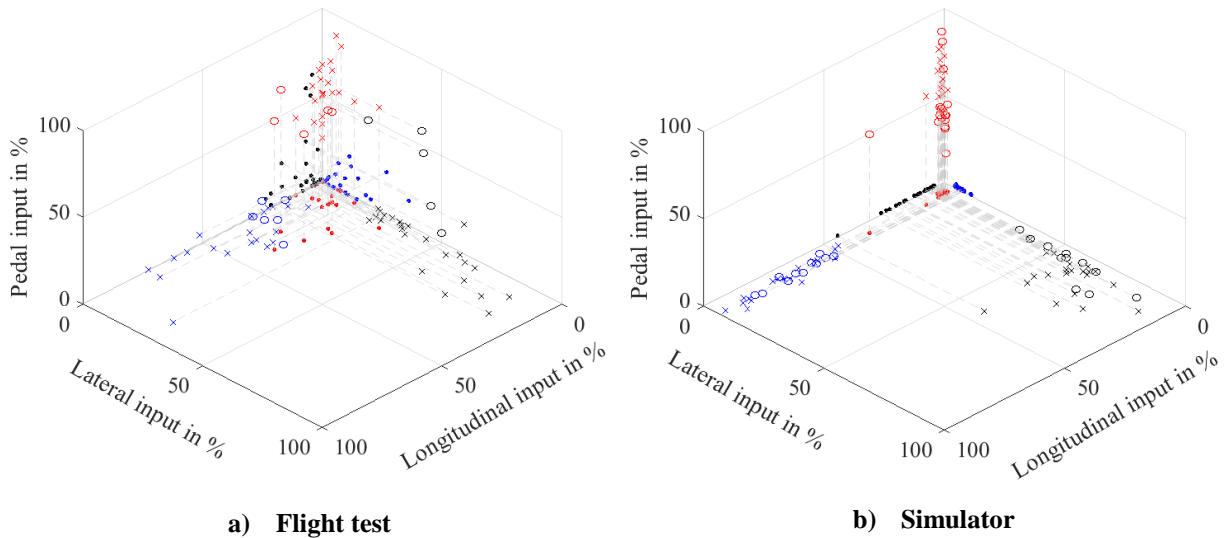 100
50
0
0
50
100
100
50
0
Pedal input in %
Lateral input in %
Longitudinal input in %
a) Flight test
100
50
0
0
50
100
100
50
0
Pedal input in %
Lateral input in %
Longitudinal input in %
b) Simulator